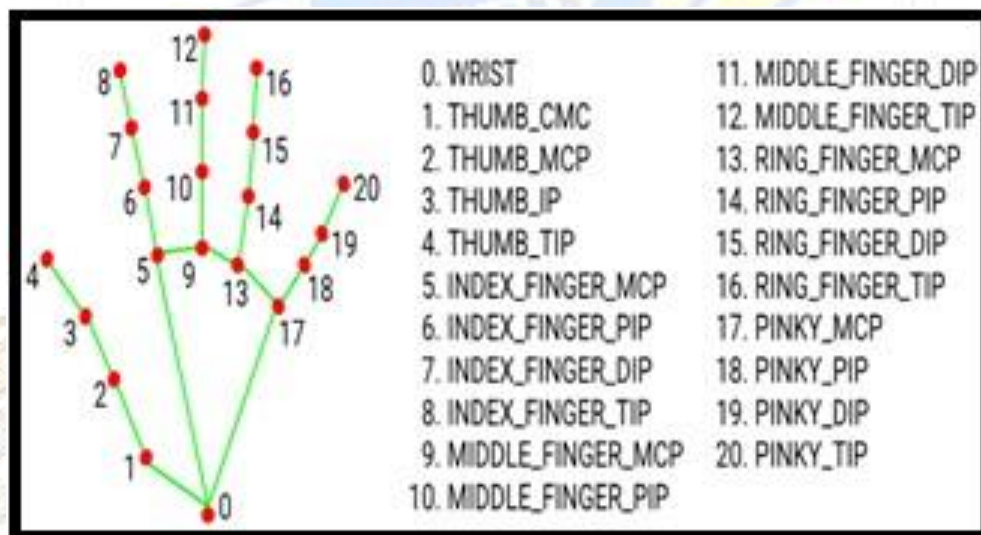 12
8
16
11
7
15
10
6
20
14
19
4
5
9
13
18
3
17
2
1
0
0. WRIST
1. THUMB_CMC
2. THUMB_MCP
3. THUMB_IP
4. THUMB_TIP
5. INDEX_FINGER_MCP
6. INDEX_FINGER_PIP
7. INDEX_FINGER_DIP
8. INDEX_FINGER_TIP
9. MIDDLE_FINGER_MCP
10. MIDDLE_FINGER_PIP
11. MIDDLE_FINGER_DIP
12. MIDDLE_FINGER_TIP
13. RING_FINGER_MCP
14. RING_FINGER_PIP
15. RING_FINGER_DIP
16. RING_FINGER_TIP
17. PINKY_MCP
18. PINKY_PIP
19. PINKY_DIP
20. PINKY_TIP